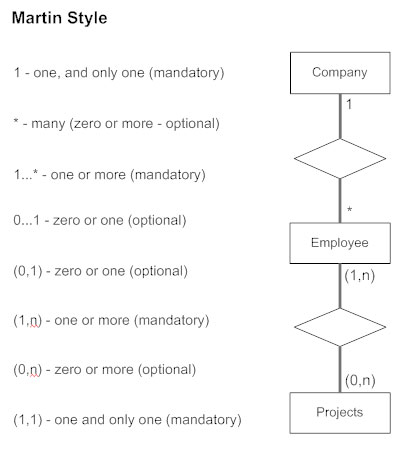 Martin Style
1 - one, and only one (mandatory)
* - many (zero or more - optional)
1...* - one or more (mandatory)
0...1 - zero or one (optional)
(0,1) - zero or one (optional)
(1,n) - one or more (mandatory)
(0,n) - zero or more (optional)
(1,1) - one and only one (mandatory)
Company
1
*
Employee
(1,n)
(0,n)
Projects